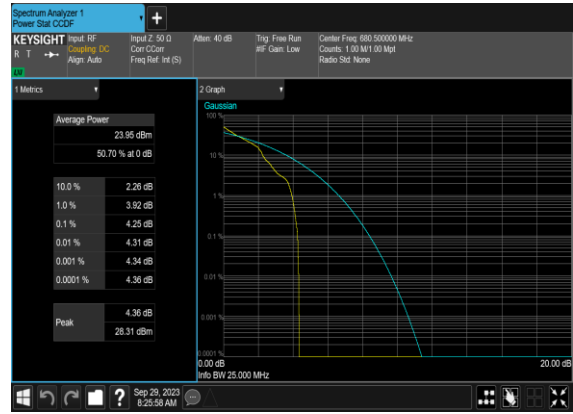 Spectrum Analyzer 1
Power Stat CCDF
+
KEYSIGHT Input: RF Input Z: 50 Ω Atten: 40 dB Trig: Free Run Center Freq: 680.500000 MHz
R T Coupling: DC Corr CCorr #IF Gain: Low Counts: 1.00 M/1.00 Mpt
Align: Auto Freq Ref: Int (S) Radio Std: None
LXI
1 Metrics
Average Power
23.95 dBm
50.70 % at 0 dB
10.0 % 2.26 dB
1.0 % 3.92 dB
0.1 % 4.25 dB
0.01 % 4.31 dB
0.001 % 4.34 dB
0.0001 % 4.36 dB
Peak 4.36 dB
28.31 dBm
2 Graph
Gaussian
100 %
10 %
1 %
0.1 %
0.01 %
0.001 %
0.0001 %
0.00 dB 20.00 dB
Info BW 25.000 MHz
? Sep 29, 2023
8:25:58 AM